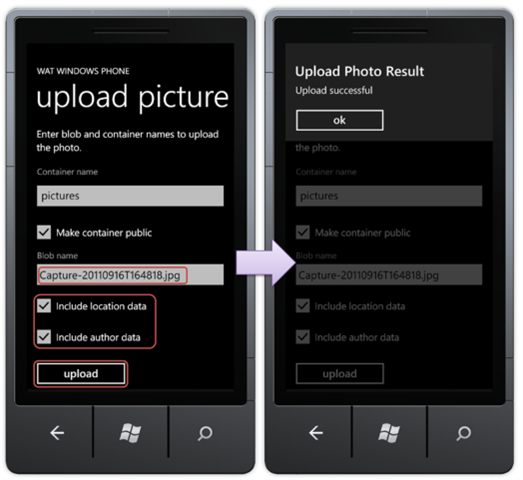 WAT WINDOWS PHONE
upload picture
Enter blob and container names to upload
the photo.
Container name
pictures
Make container public
Blob name
Capture-20110916T164818.jpg
Include location data
Include author data
upload
Upload Photo Result
Upload successful
ok
the photo.
Container name
pictures
Make container public
Blob name
Capture-20110916T164818.jpg
Include location data
Include author data
upload